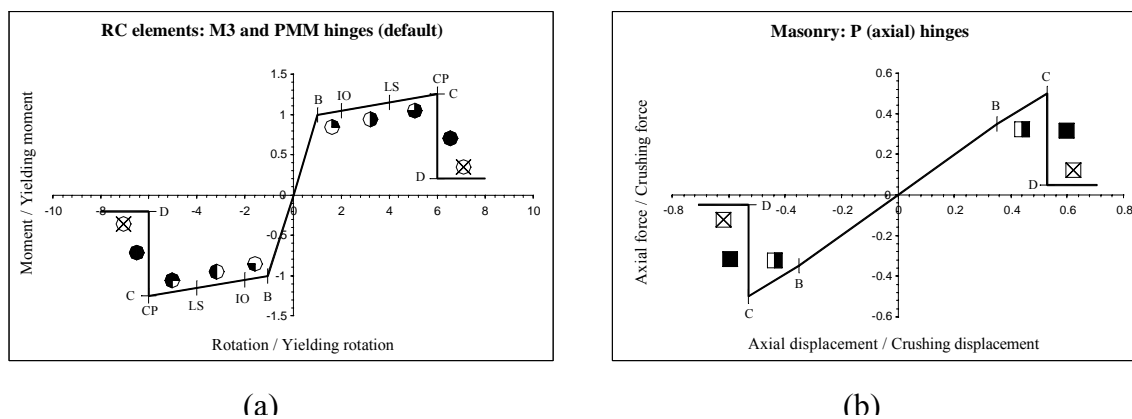 RC elements: M3 and PMM hinges (default)
Moment / Yielding moment
1.5
1.0
0.5
0
-0.5
-1
-1.5
-10
-8
-6
-4
-2
0
2
4
6
8
10
B
IO
LS
CP
C
D
D
C
CP
LS
IO
B
Rotation / Yielding rotation
(a)
Masonry: P (axial) hinges
Axial force / Crushing force
0.6
0.4
0.2
0
-0.2
-0.4
-0.6
-0.8
-0.6
-0.4
-0.2
0
0.2
0.4
0.6
0.8
B
C
D
D
C
B
Axial displacement / Crushing displacement
(b)